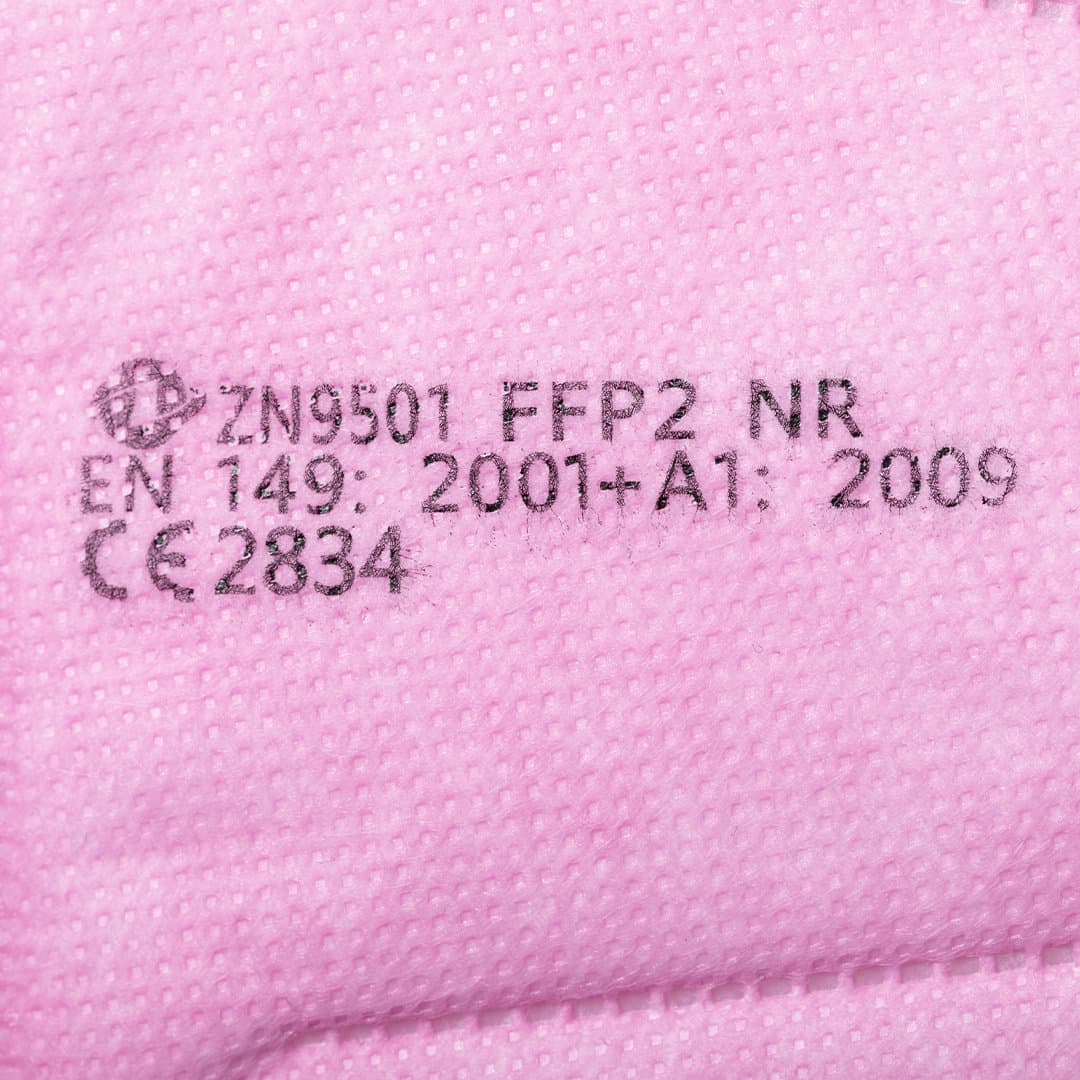 ZN9501 FFP2 NR
EN 149: 2001+A1: 2009
CE 2834